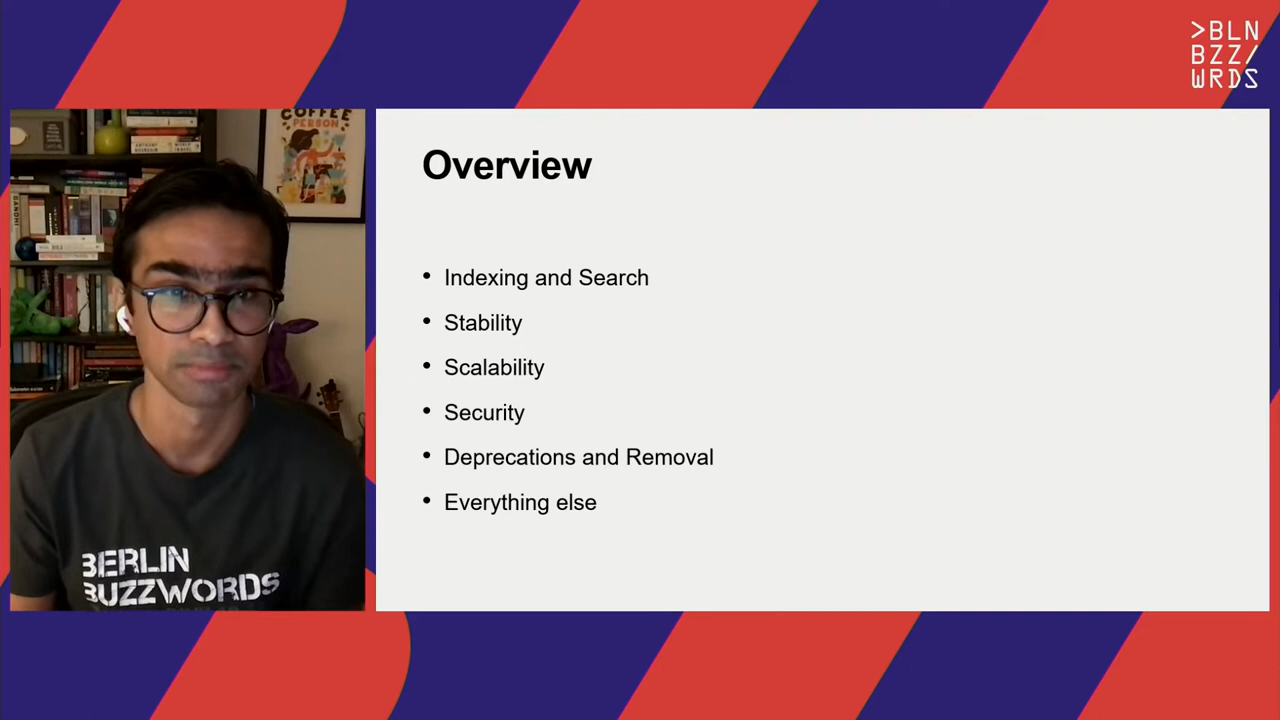 >BLN
BZZ/
WRDS
COFFEE
PERSON
Overview
• Indexing and Search
• Stability
• Scalability
• Security
• Deprecations and Removal
• Everything else
BERLIN
BUZZWORDS